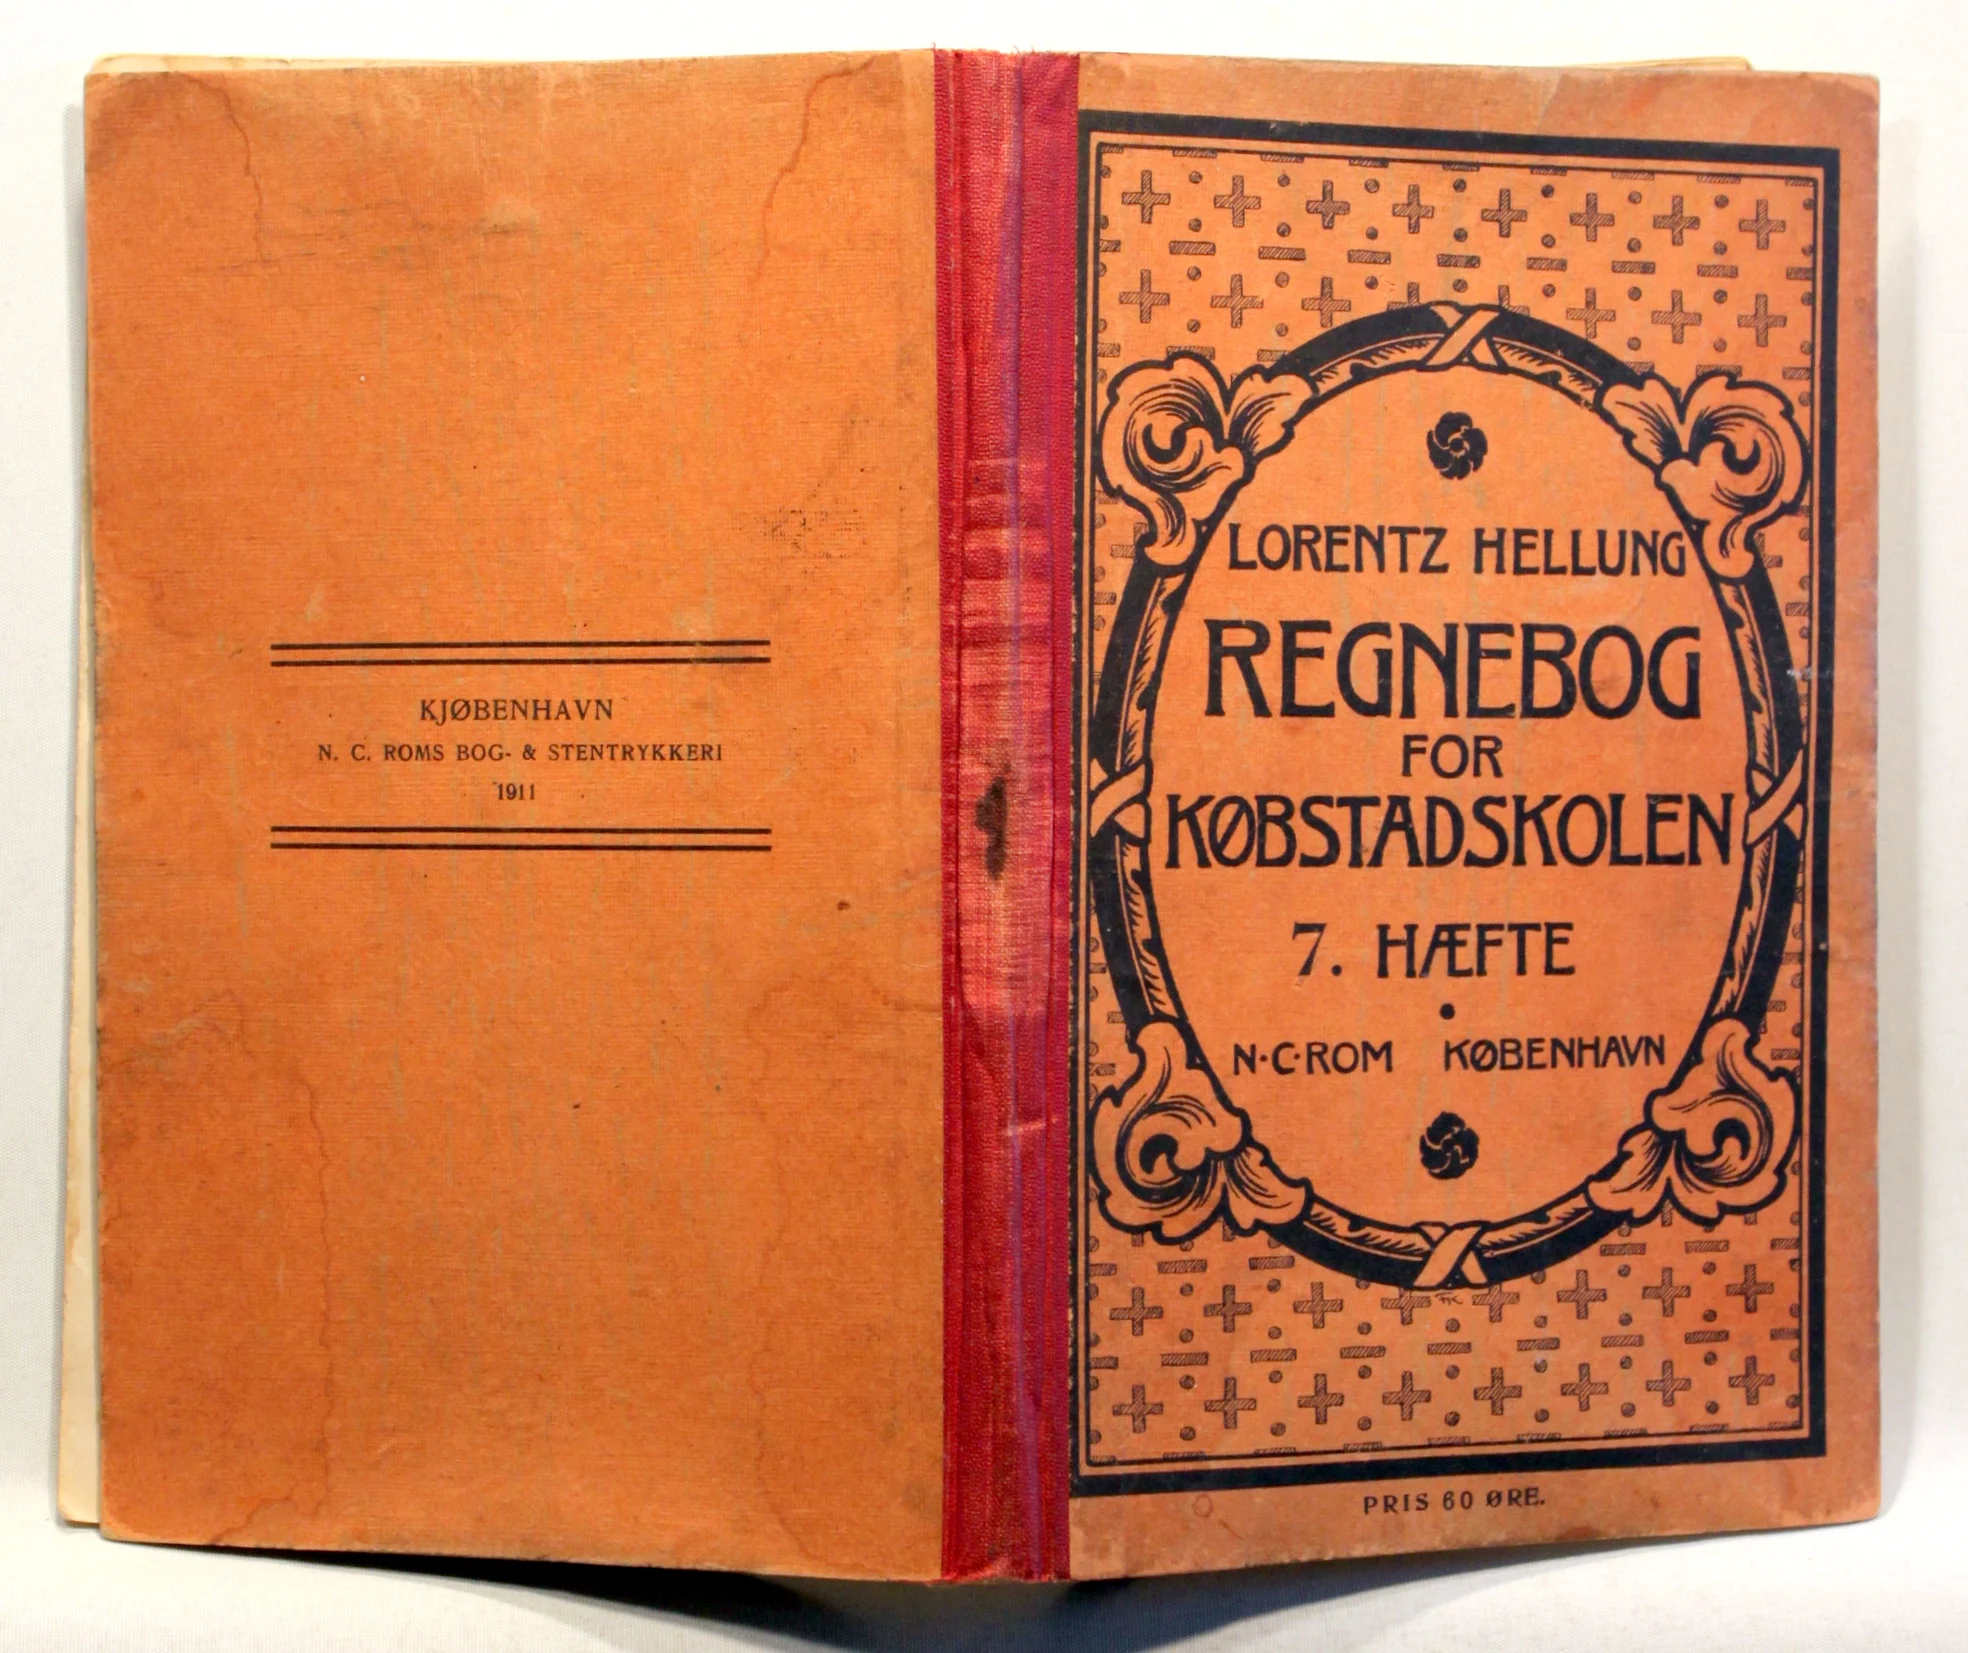 KJØBENHAVN
N. C. ROMS BOG- & STENTRYKKERI
1911
LORENTZ HELLUNG
REGNEBOG
FOR
KØBSTADSKOLEN
7. HÆFTE
N·C·ROM KØBENHAVN
PRIS 60 ØRE.